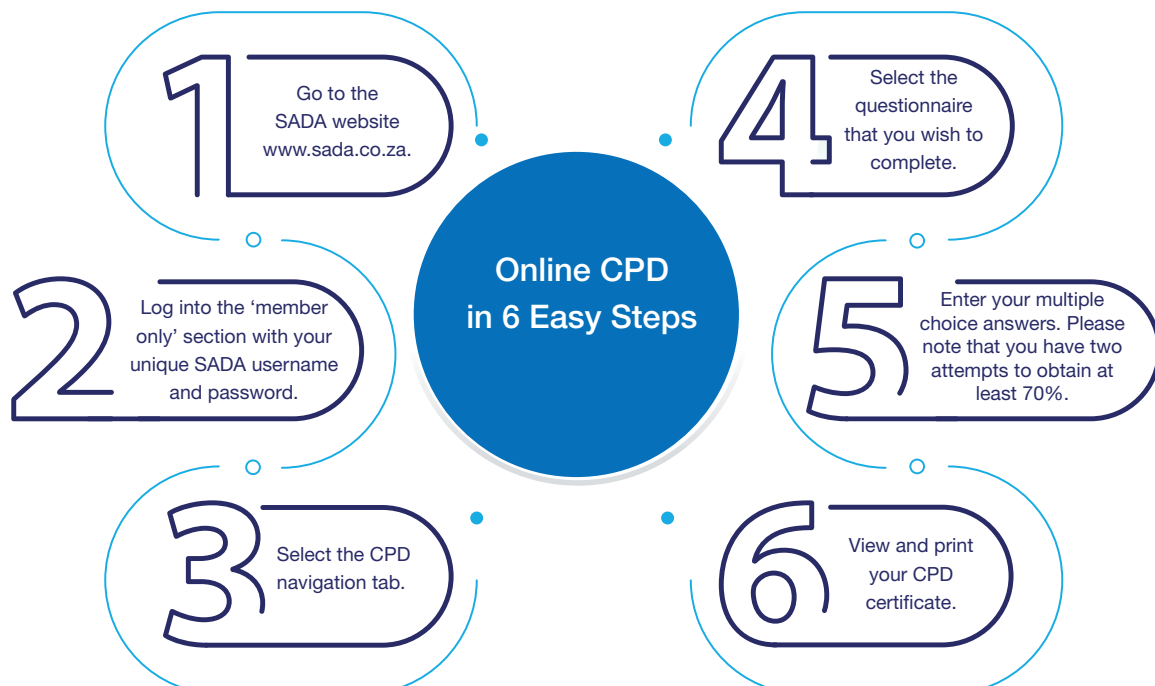 Online CPD
in 6 Easy Steps
1
Go to the
SADA website
www.sada.co.za.
2
Log into the ‘member
only’ section with your
unique SADA username
and password.
3
Select the CPD
navigation tab.
4
Select the
questionnaire
that you wish to
complete.
5
Enter your multiple
choice answers. Please
note that you have two
attempts to obtain at
least 70%.
6
View and print
your CPD
certificate.